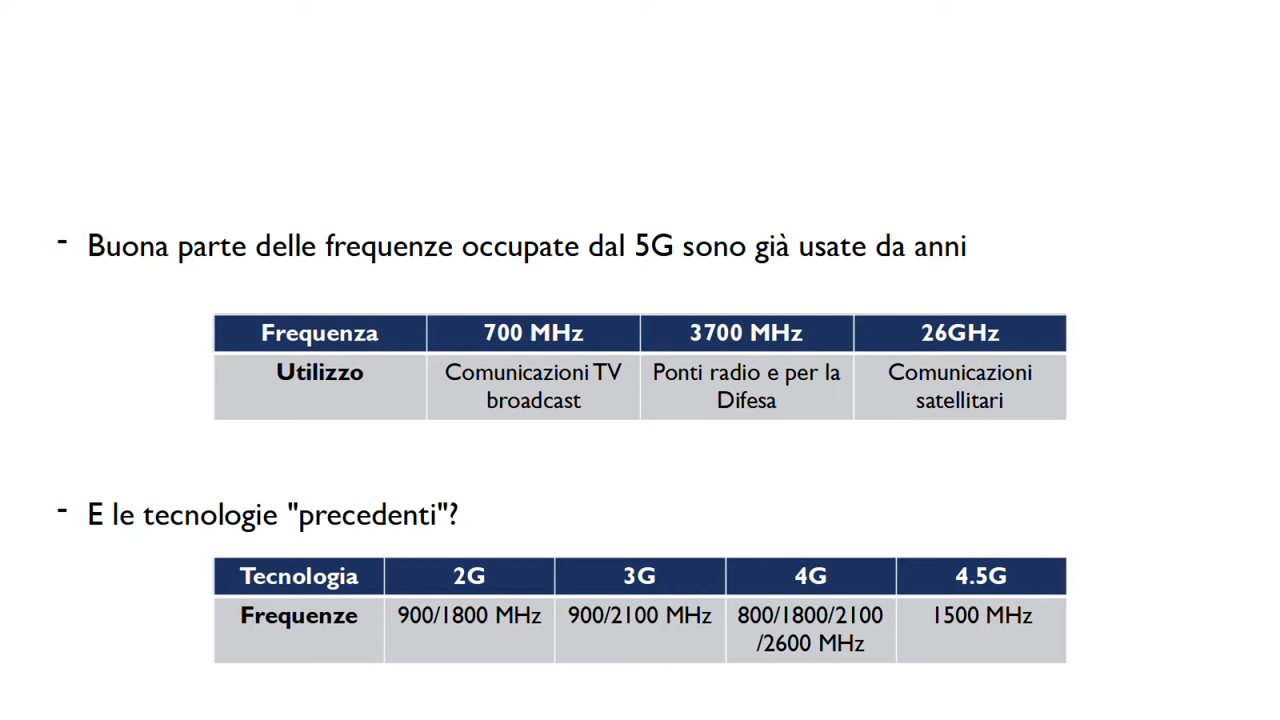 - Buona parte delle frequenze occupate dal 5G sono già usate da anni
Frequenza 700 MHz 3700 MHz 26GHz
Utilizzo Comunicazioni TV broadcast Ponti radio e per la Difesa Comunicazioni satellitari
- E le tecnologie "precedenti"?
Tecnologia 2G 3G 4G 4.5G
Frequenze 900/1800 MHz 900/2100 MHz 800/1800/2100 /2600 MHz 1500 MHz